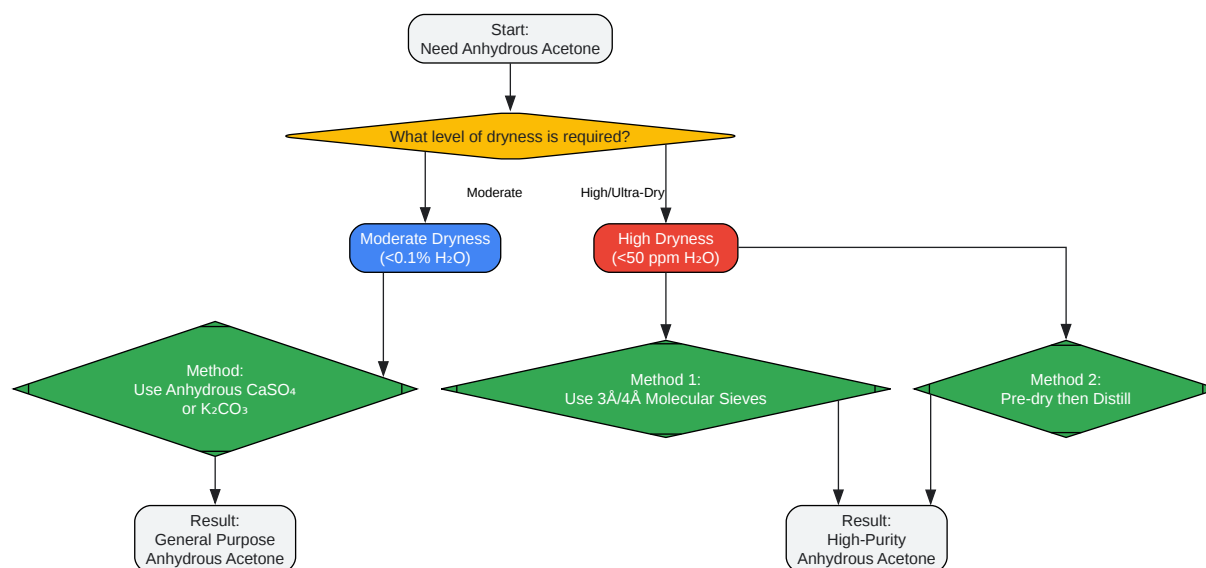 Start:
Need Anhydrous Acetone
What level of dryness is required?
Moderate
High/Ultra-Dry
Moderate Dryness
(<0.1% H₂O)
High Dryness
(<50 ppm H₂O)
Method:
Use Anhydrous CaSO₄
or K₂CO₃
Method 1:
Use 3Å/4Å Molecular Sieves
Method 2:
Pre-dry then Distill
Result:
General Purpose
Anhydrous Acetone
Result:
High-Purity
Anhydrous Acetone